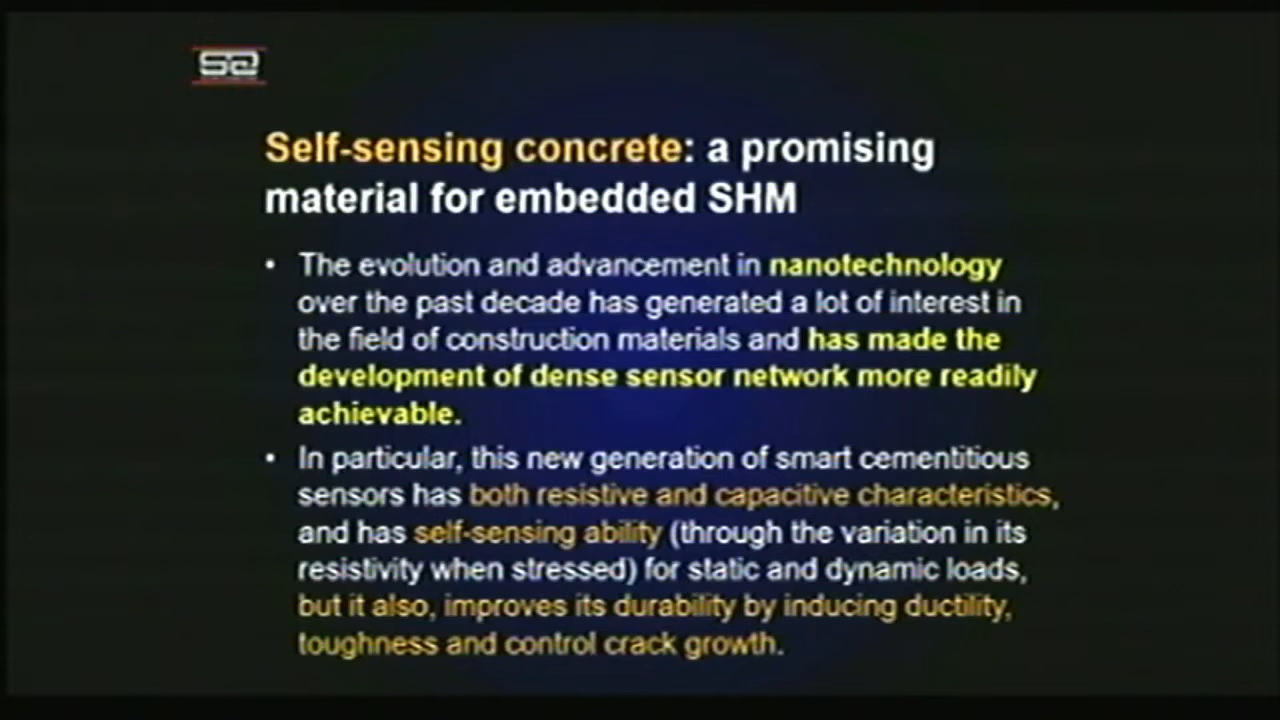 Self-sensing concrete: a promising
material for embedded SHM
• The evolution and advancement in nanotechnology
over the past decade has generated a lot of interest in
the field of construction materials and has made the
development of dense sensor network more readily
achievable.
• In particular, this new generation of smart cementitious
sensors has both resistive and capacitive characteristics,
and has self-sensing ability (through the variation in its
resistivity when stressed) for static and dynamic loads,
but it also, improves its durability by inducing ductility,
toughness and control crack growth.